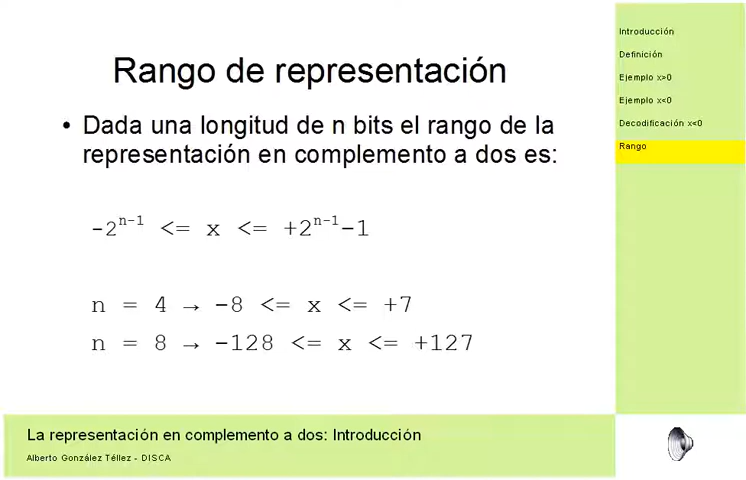 Rango de representación
• Dada una longitud de n bits el rango de la
representación en complemento a dos es:
-2ⁿ⁻¹ <= x <= +2ⁿ⁻¹-1
n = 4 → -8 <= x <= +7
n = 8 → -128 <= x <= +127
Introducción
Definición
Ejemplo x>0
Ejemplo x<0
Decodificación x<0
Rango
La representación en complemento a dos: Introducción
Alberto González Téllez - DISCA